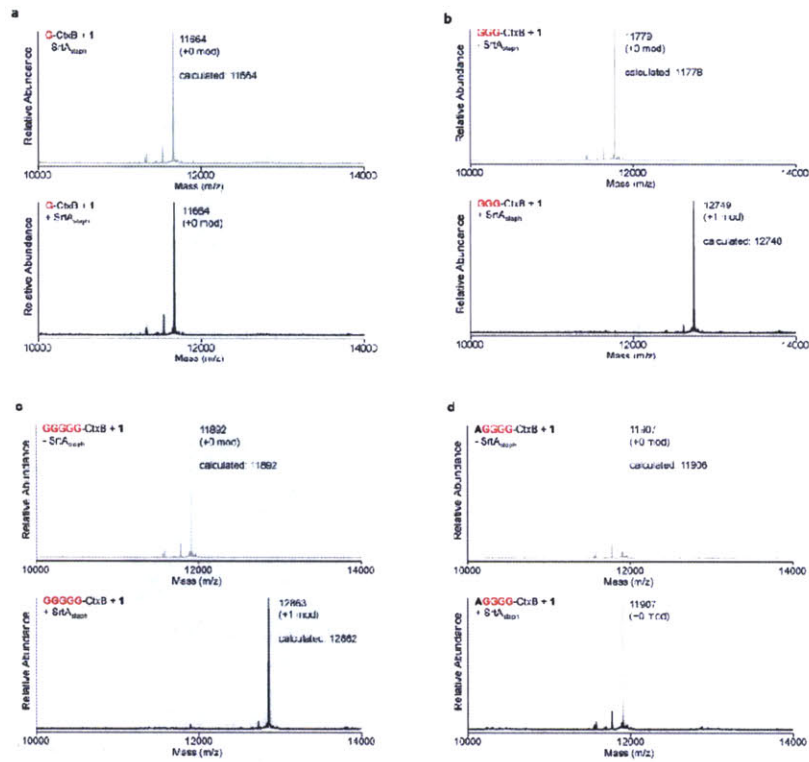 a
G-CtxB + 1
- SrtAstaph
11664
(+0 mod)
calculated: 11664
Relative Abundance
10000
12000
14000
Mass (m/z)
G-CtxB + 1
+ SrtAstaph
11664
(+0 mod)
Relative Abundance
10000
12000
14000
Mass (m/z)
b
GGG-CtxB + 1
- SrtAstaph
11779
(+0 mod)
calculated: 11778
Relative Abundance
10000
12000
14000
Mass (m/z)
GGG-CtxB + 1
+ SrtAstaph
12749
(+1 mod)
calculated: 12748
Relative Abundance
10000
12000
14000
Mass (m/z)
c
GGGGG-CtxB + 1
- SrtAstaph
11892
(+0 mod)
calculated: 11892
Relative Abundance
10000
12000
14000
Mass (m/z)
GGGGG-CtxB + 1
+ SrtAstaph
12863
(+1 mod)
calculated: 12862
Relative Abundance
10000
12000
14000
Mass (m/z)
d
AGGGG-CtxB + 1
- SrtAstaph
11907
(+0 mod)
calculated: 11906
Relative Abundance
10000
12000
14000
Mass (m/z)
AGGGG-CtxB + 1
+ SrtAstaph
11907
(+0 mod)
Relative Abundance
10000
12000
14000
Mass (m/z)